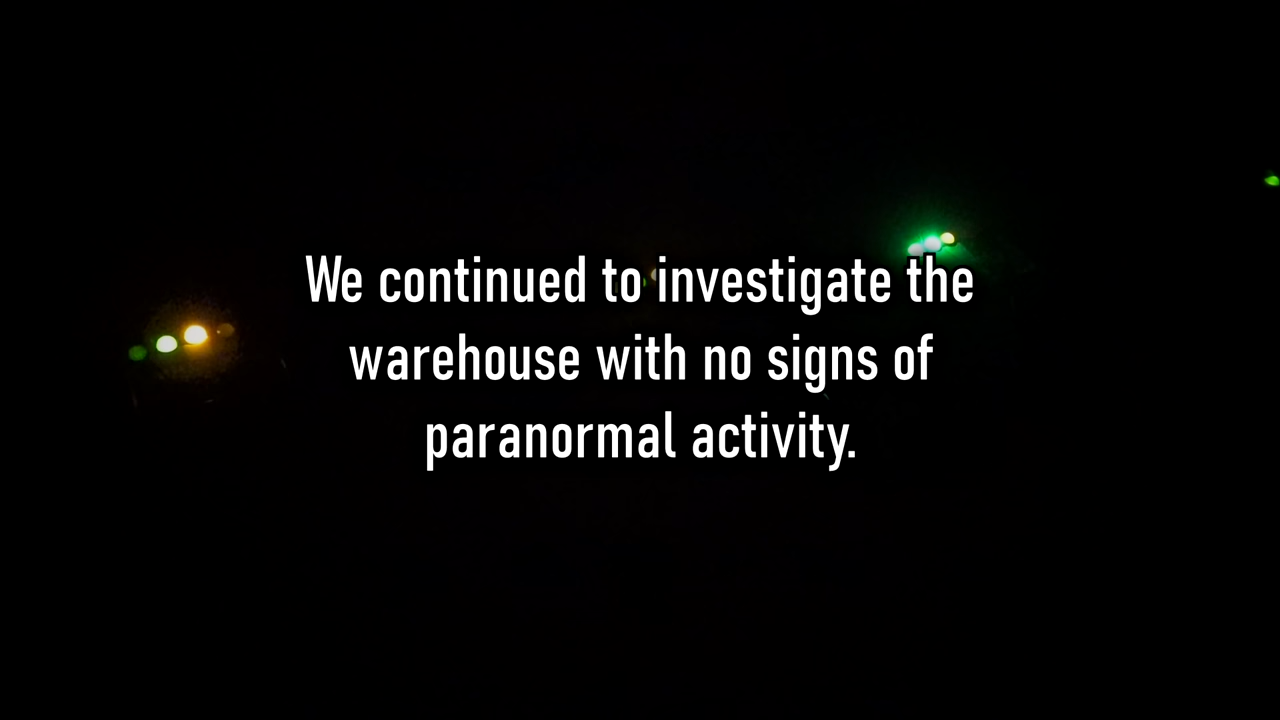 We continued to investigate the
warehouse with no signs of
paranormal activity.